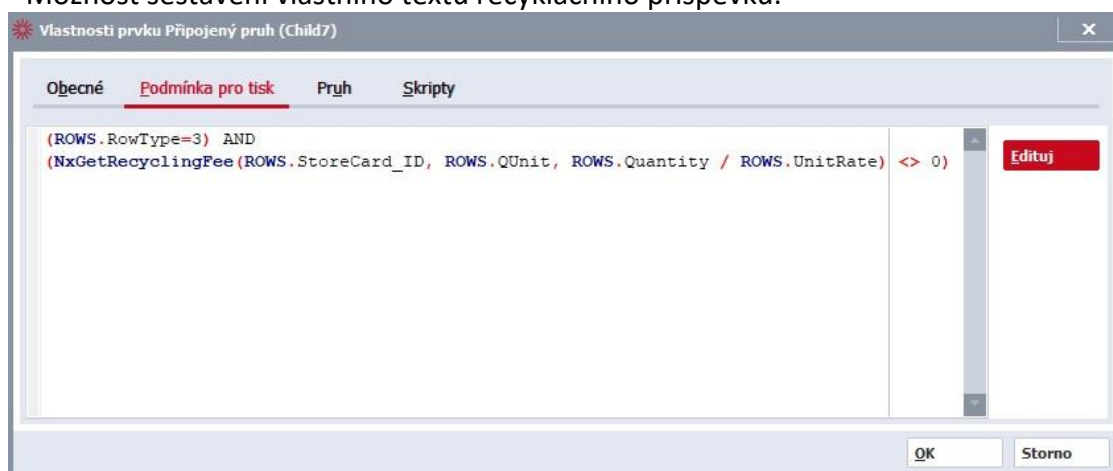 Možnost sestavení vlastního textu recyklačního příspěvku.
Vlastnosti prvku Připojený pruh (Child7)
Obecné Podmínka pro tisk Pruh Skripty
(ROWS.RowType=3) AND
(NxGetRecyclingFee(ROWS.StoreCard_ID, ROWS.QUnit, ROWS.Quantity / ROWS.UnitRate) <> 0)
Edituj
OK Storno